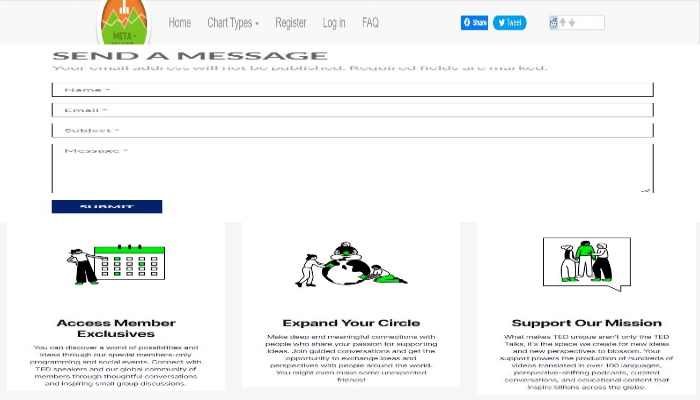 META -
Home Chart Types Register Log in FAQ
Share Tweet
SEND A MESSAGE
Your email address will not be published. Required fields are marked.
Name *
Email *
Subject *
Message *
SUBMIT
Access Member
Exclusives
You can discover a world of possibilities and
ideas through our special members-only
programming and social events. Connect with
TED speakers and our global community of
members through thoughtful conversations
and inspiring small group discussions.
Expand Your Circle
Make deep and meaningful connections with
people who share your passion for supporting
ideas. Join guided conversations and get the
opportunity to exchange ideas and
perspectives with people around the world.
You might even make some unexpected
friends!
Support Our Mission
What makes TED unique aren't only the TED
Talks, it's the space we create for new ideas
and new perspectives to blossom. Your
support powers the production of hundreds of
videos translated in over 100 languages,
perspective-shifting podcasts, curated
conversations, and educational content that
inspire billions across the globe.